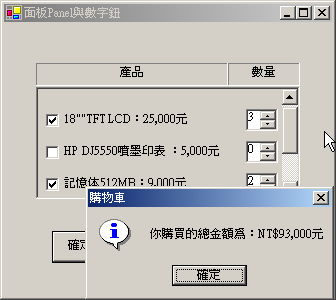 面板Panel與數字鈕
產品 數量
18""TFT LCD：25,000元 3
HP DJ5550噴墨印表 ：5,000元 0
記憶体512MB：9,000元 2
確定
購物車
你購買的總金額爲：NT$93,000元
確定